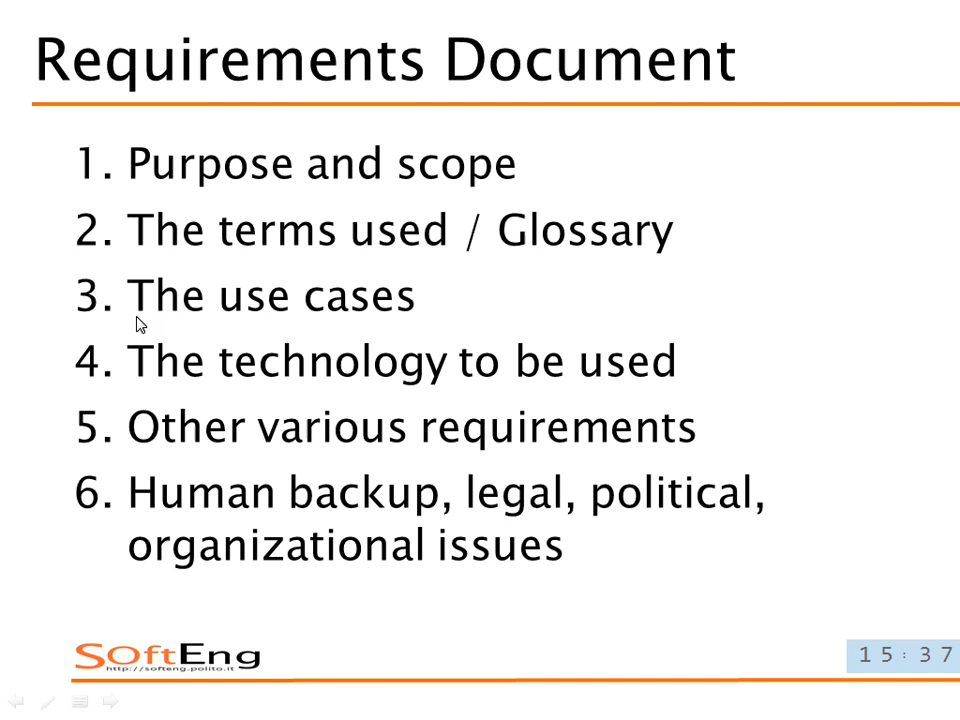 Requirements Document
1. Purpose and scope
2. The terms used / Glossary
3. The use cases
4. The technology to be used
5. Other various requirements
6. Human backup, legal, political,
organizational issues
SOftEng
http://softeng.polito.it
15:37